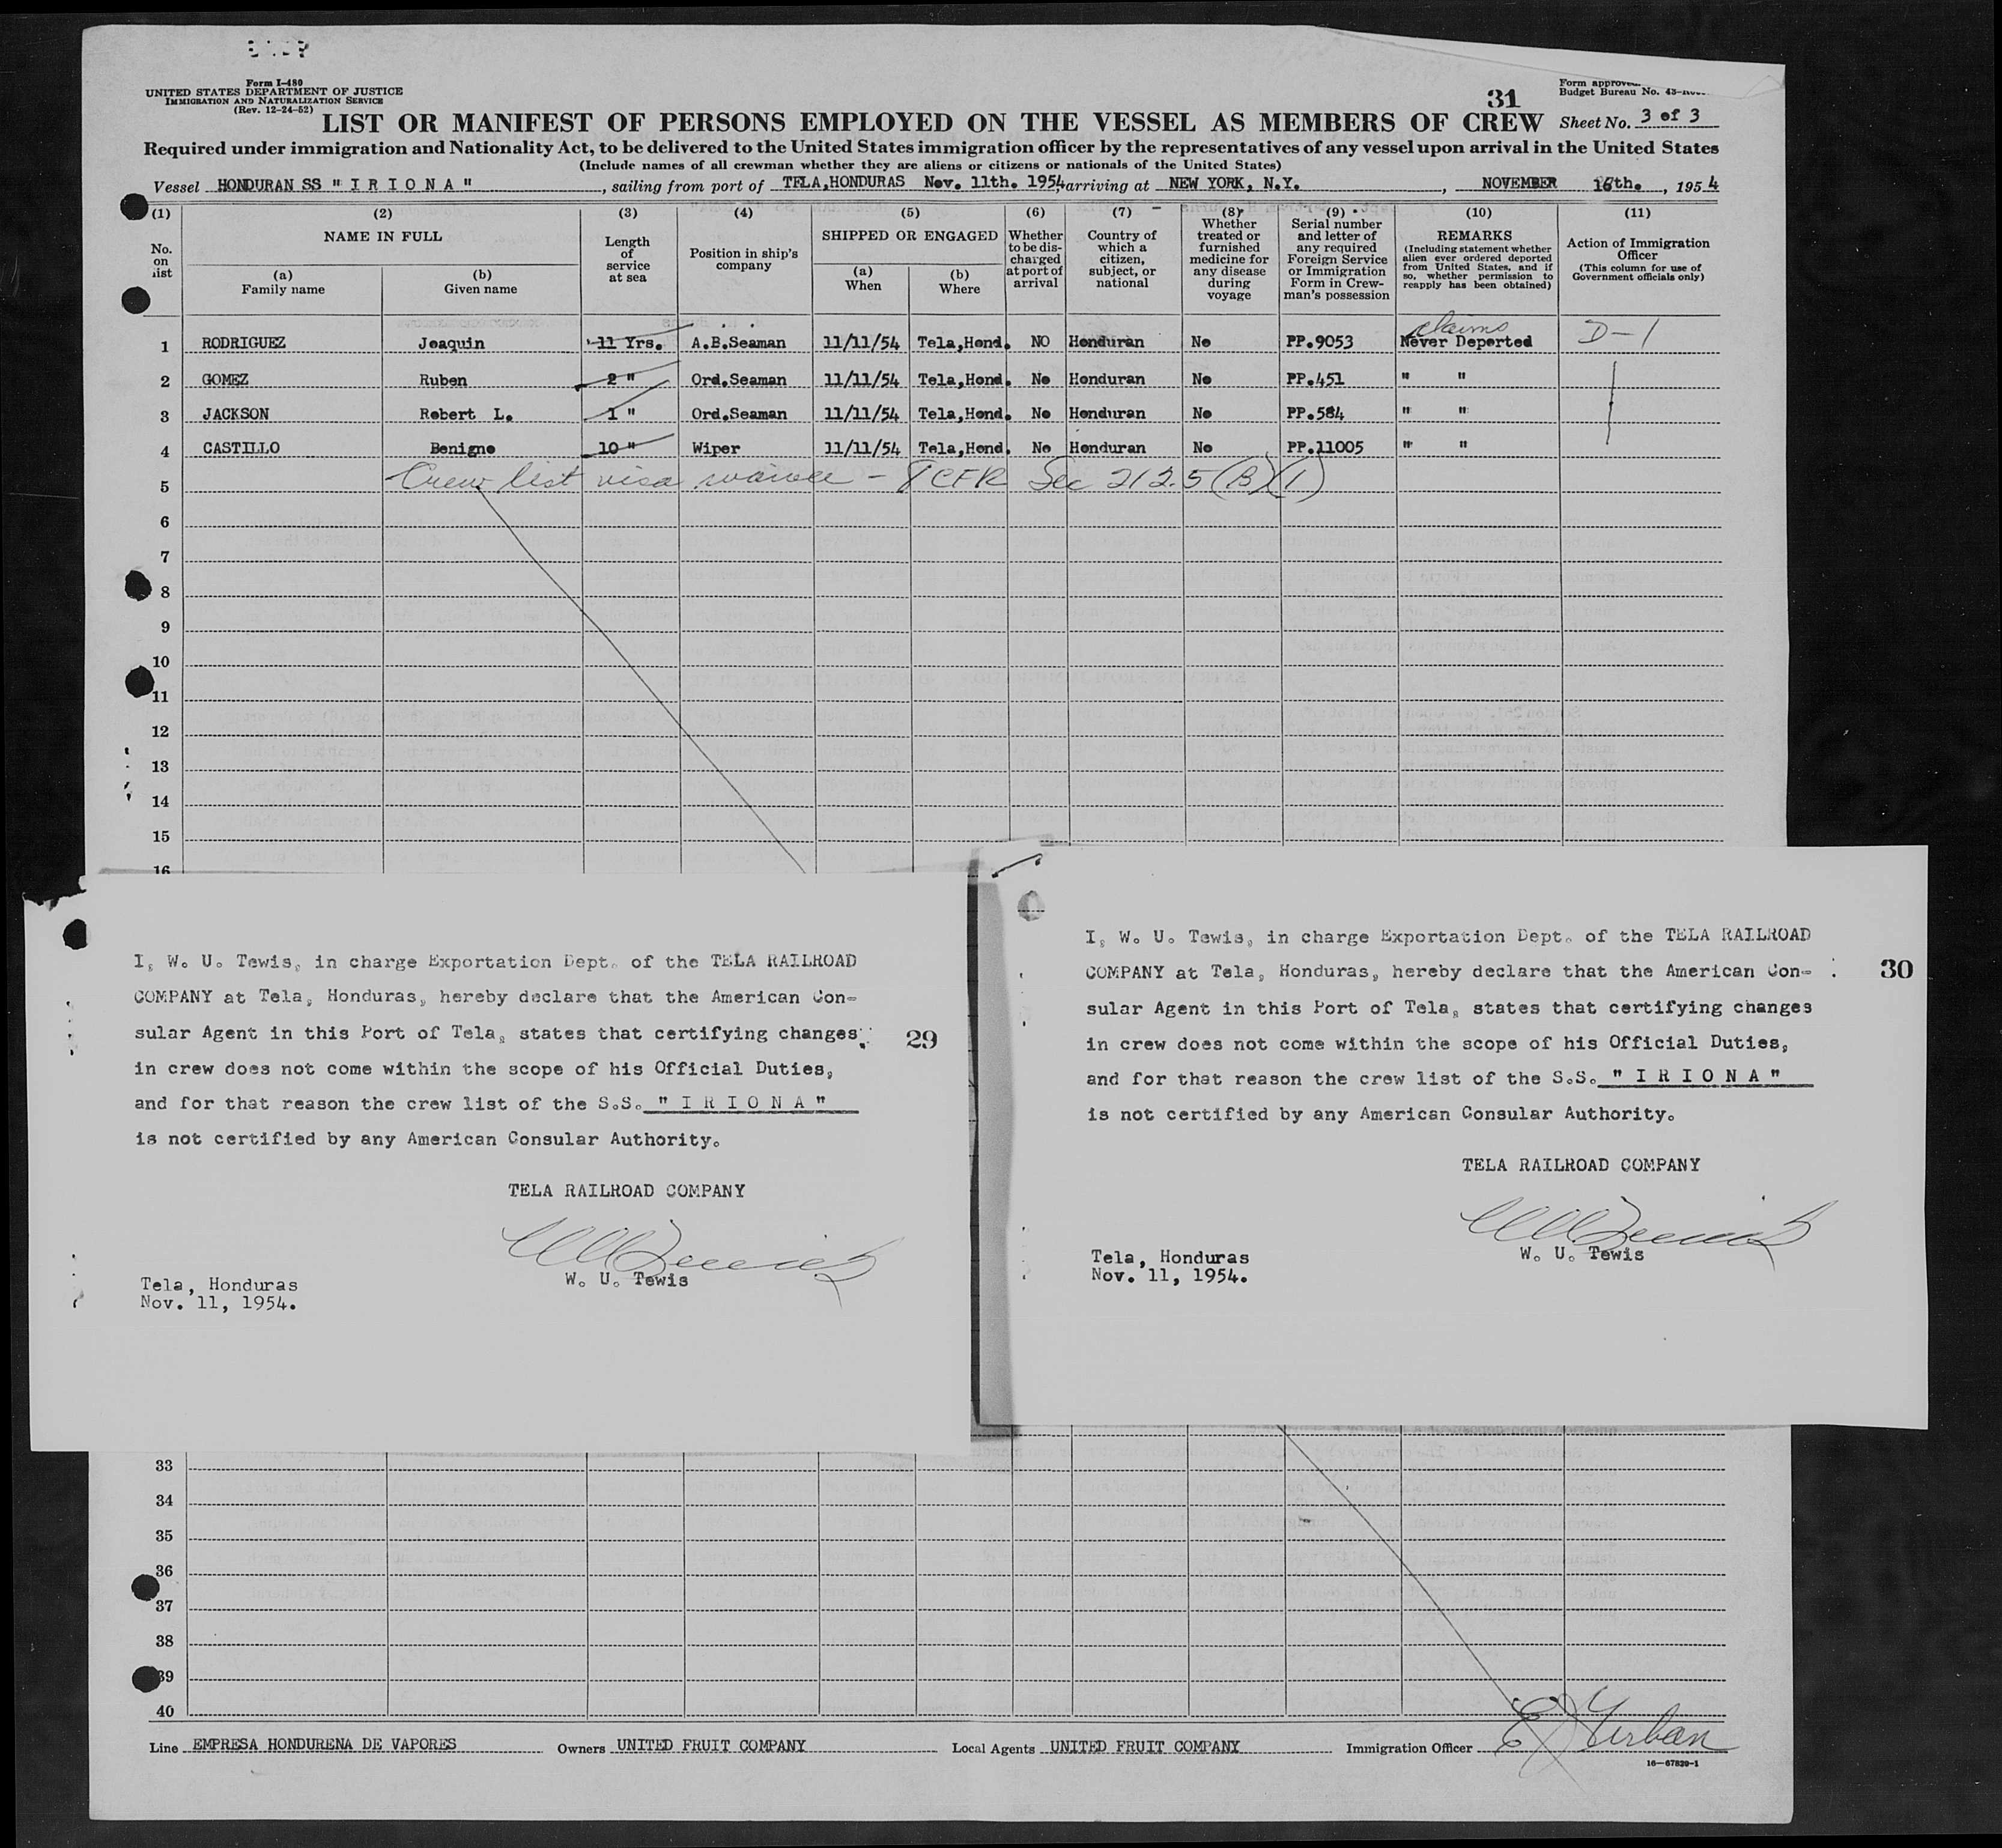 Form I-480
UNITED STATES DEPARTMENT OF JUSTICE
IMMIGRATION AND NATURALIZATION SERVICE
(Rev. 12-24-52)
Form
Budget Bureau No.
31
LIST OR MANIFEST OF PERSONS EMPLOYED ON THE VESSEL AS MEMBERS OF CREW Sheet No. 3 of 3
Required under immigration and Nationality Act, to be delivered to the United States immigration officer by the representatives of any vessel upon arrival in the United States
(Include names of all crewman whether they are aliens or citizens or nationals of the United States)
Vessel HONDURAN SS " I R I O N A " , sailing from port of TELA,HONDURAS Nov. 11th. 1954, arriving at NEW YORK, N.Y. , NOVEMBER 16th. , 1954
(1) (2) (3) (4) (5) (6) (7) (8) (9) (10) (11)
No. on list
NAME IN FULL
(a) Family name
(b) Given name
Length of service at sea
Position in ship's company
SHIPPED OR ENGAGED
(a) When
(b) Where
Whether to be discharged at port of arrival
Country of which a citizen, subject, or national
Whether treated or furnished medicine for any disease during voyage
Serial number and letter of any required Foreign Service or Immigration Form in Crewman's possession
REMARKS
(Including statement whether alien ever ordered deported from United States, and if so, whether permission to reapply has been obtained)
Action of Immigration Officer
(This column for use of Government officials only)
claims
1 RODRIGUEZ Joaquin 11 Yrs. A.B.Seaman 11/11/54 Tela,Hond. NO Honduran No PP.9053 Never Deported D-1
2 GOMEZ Ruben 2 " Ord.Seaman 11/11/54 Tela,Hond. No Honduran No PP.451 " "
3 JACKSON Robert L. 1 " Ord.Seaman 11/11/54 Tela,Hond. No Honduran No PP.584 " "
4 CASTILLO Benigno 10 " Wiper 11/11/54 Tela,Hond. No Honduran No PP.11005 " "
5 Crew list visa waiver - 8 CFR Sec 212.5(B)(1)
6
7
8
9
10
11
12
13
14
15
16
I, W. U. Tewis, in charge Exportation Dept. of the TELA RAILROAD
COMPANY at Tela, Honduras, hereby declare that the American Con-
sular Agent in this Port of Tela, states that certifying changes
29
in crew does not come within the scope of his Official Duties,
and for that reason the crew list of the S.S. " I R I O N A "
is not certified by any American Consular Authority.
TELA RAILROAD COMPANY
W. U. Tewis
Tela, Honduras
Nov. 11, 1954.
I, W. U. Tewis, in charge Exportation Dept. of the TELA RAILROAD
COMPANY at Tela, Honduras, hereby declare that the American Con-
30
sular Agent in this Port of Tela, states that certifying changes
in crew does not come within the scope of his Official Duties,
and for that reason the crew list of the S.S. " I R I O N A "
is not certified by any American Consular Authority.
TELA RAILROAD COMPANY
W. U. Tewis
Tela, Honduras
Nov. 11, 1954.
33
34
35
36
37
38
39
40
Line EMPRESA HONDURENA DE VAPORES Owners UNITED FRUIT COMPANY Local Agents UNITED FRUIT COMPANY Immigration Officer E Urban
16-67829-1